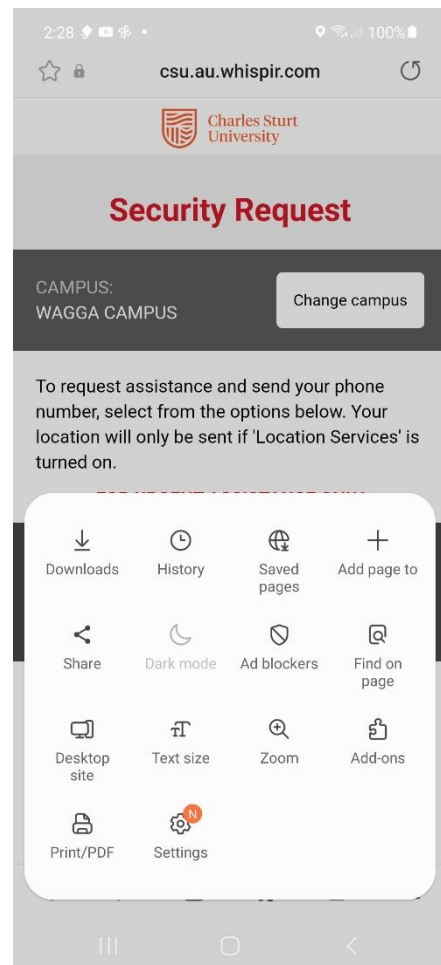 2:28
100%
csu.au.whispir.com
Charles Sturt
University
Security Request
CAMPUS:
WAGGA CAMPUS
Change campus
To request assistance and send your phone
number, select from the options below. Your
location will only be sent if 'Location Services' is
turned on.
Downloads
History
Saved
pages
Add page to
Share
Dark mode
Ad blockers
Find on
page
Desktop
site
Text size
Zoom
Add-ons
Print/PDF
N
Settings